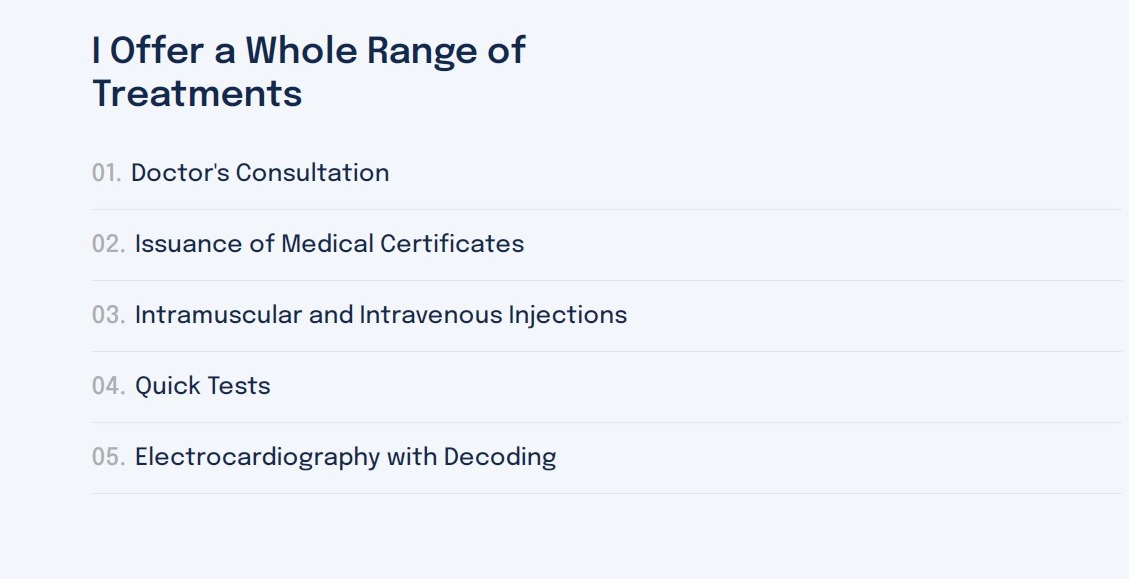 I Offer a Whole Range of
Treatments
01. Doctor's Consultation
02. Issuance of Medical Certificates
03. Intramuscular and Intravenous Injections
04. Quick Tests
05. Electrocardiography with Decoding